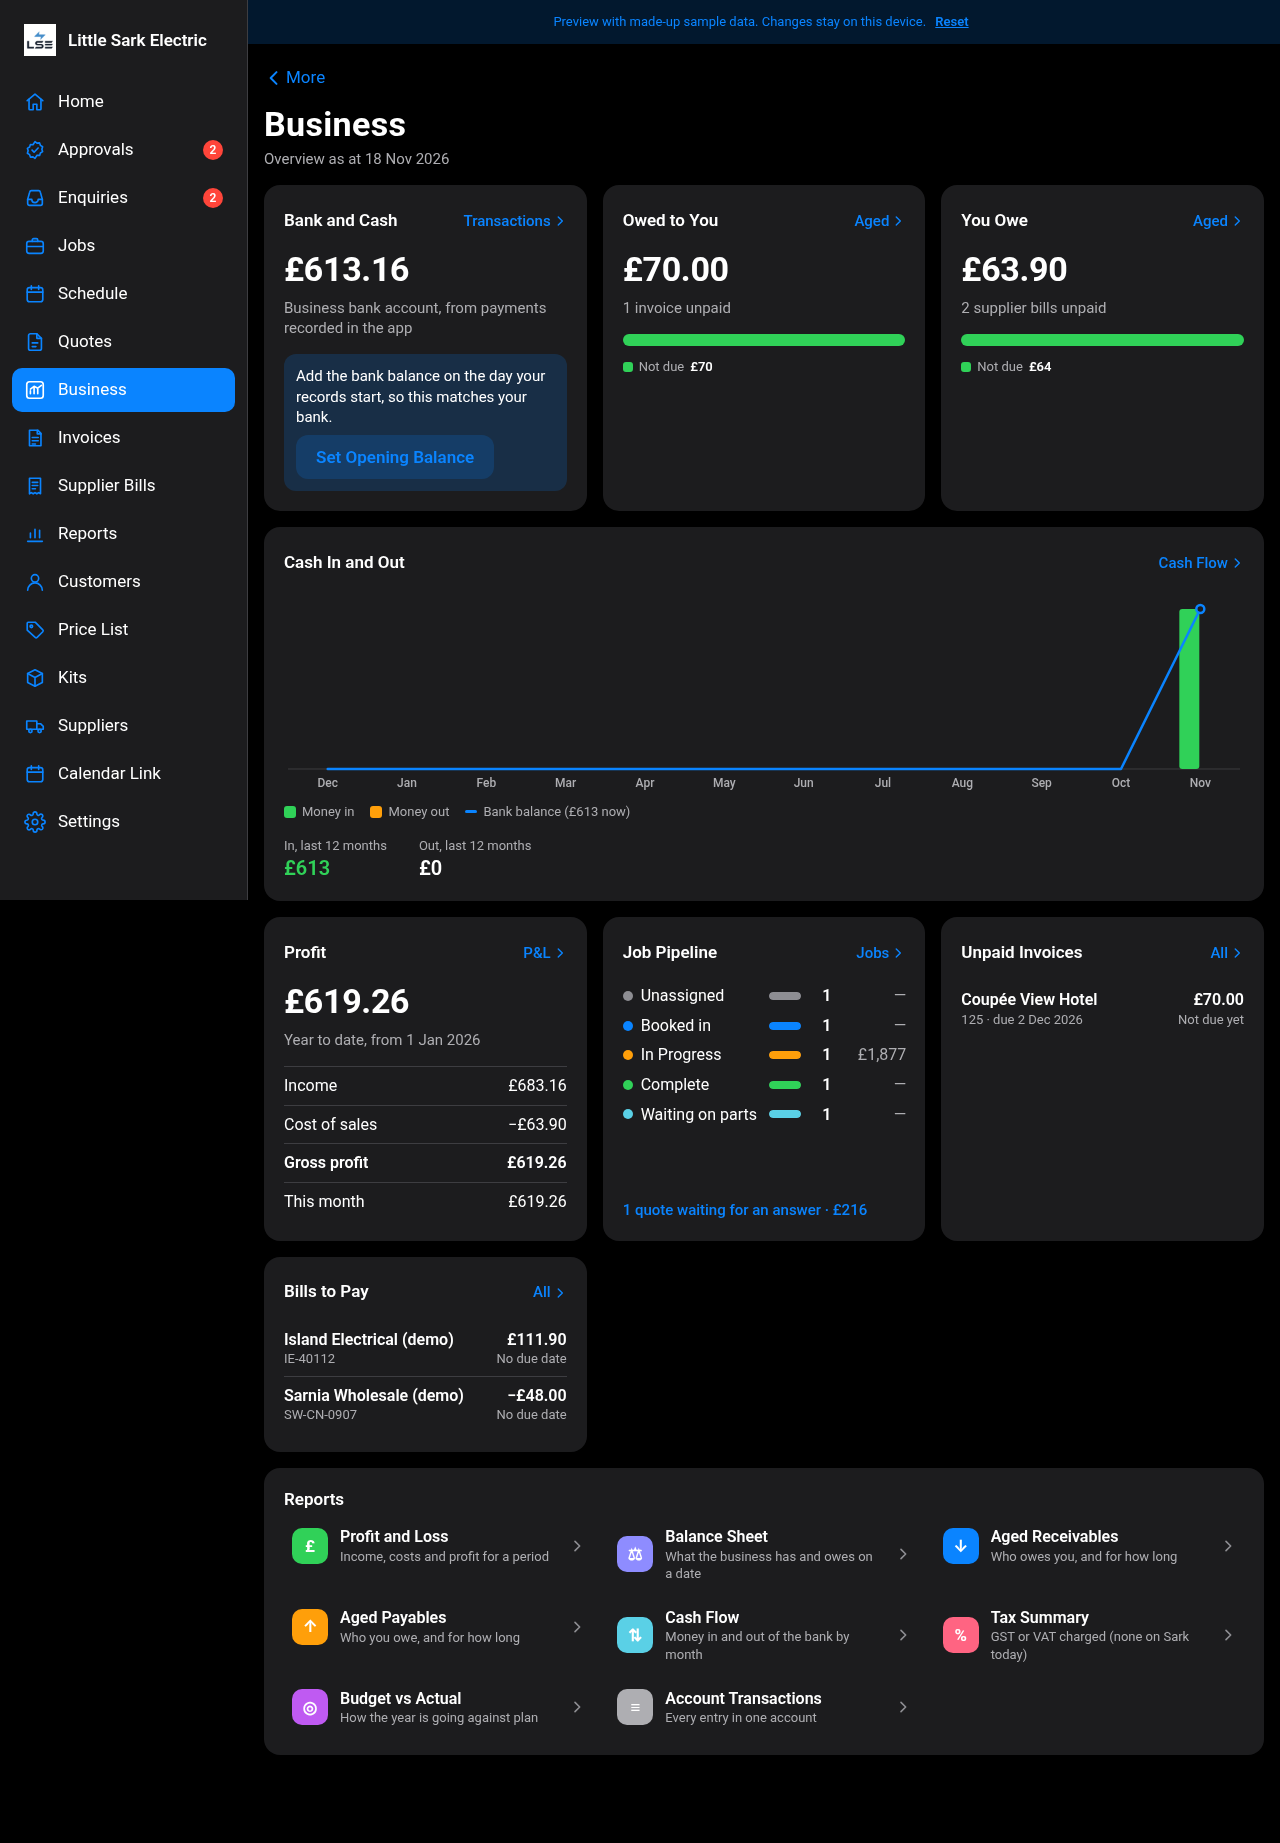 LSE
Little Sark Electric
Home
Approvals 2
Enquiries 2
Jobs
Schedule
Quotes
Business
Invoices
Supplier Bills
Reports
Customers
Price List
Kits
Suppliers
Calendar Link
Settings
Preview with made-up sample data. Changes stay on this device. Reset
More
Business
Overview as at 18 Nov 2026
Bank and Cash Transactions
£613.16
Business bank account, from payments
recorded in the app
Add the bank balance on the day your
records start, so this matches your
bank.
Set Opening Balance
Owed to You Aged
£70.00
1 invoice unpaid
Not due £70
You Owe Aged
£63.90
2 supplier bills unpaid
Not due £64
Cash In and Out Cash Flow
Dec Jan Feb Mar Apr May Jun Jul Aug Sep Oct Nov
Money in Money out Bank balance (£613 now)
In, last 12 months Out, last 12 months
£613 £0
Profit P&L
£619.26
Year to date, from 1 Jan 2026
Income £683.16
Cost of sales −£63.90
Gross profit £619.26
This month £619.26
Job Pipeline Jobs
Unassigned 1 —
Booked in 1 —
In Progress 1 £1,877
Complete 1 —
Waiting on parts 1 —
1 quote waiting for an answer · £216
Unpaid Invoices All
Coupée View Hotel £70.00
125 · due 2 Dec 2026 Not due yet
Bills to Pay All
Island Electrical (demo) £111.90
IE-40112 No due date
Sarnia Wholesale (demo) −£48.00
SW-CN-0907 No due date
Reports
£ Profit and Loss
Income, costs and profit for a period
⚖ Balance Sheet
What the business has and owes on
a date
↓ Aged Receivables
Who owes you, and for how long
↑ Aged Payables
Who you owe, and for how long
⇅ Cash Flow
Money in and out of the bank by
month
% Tax Summary
GST or VAT charged (none on Sark
today)
◎ Budget vs Actual
How the year is going against plan
≡ Account Transactions
Every entry in one account